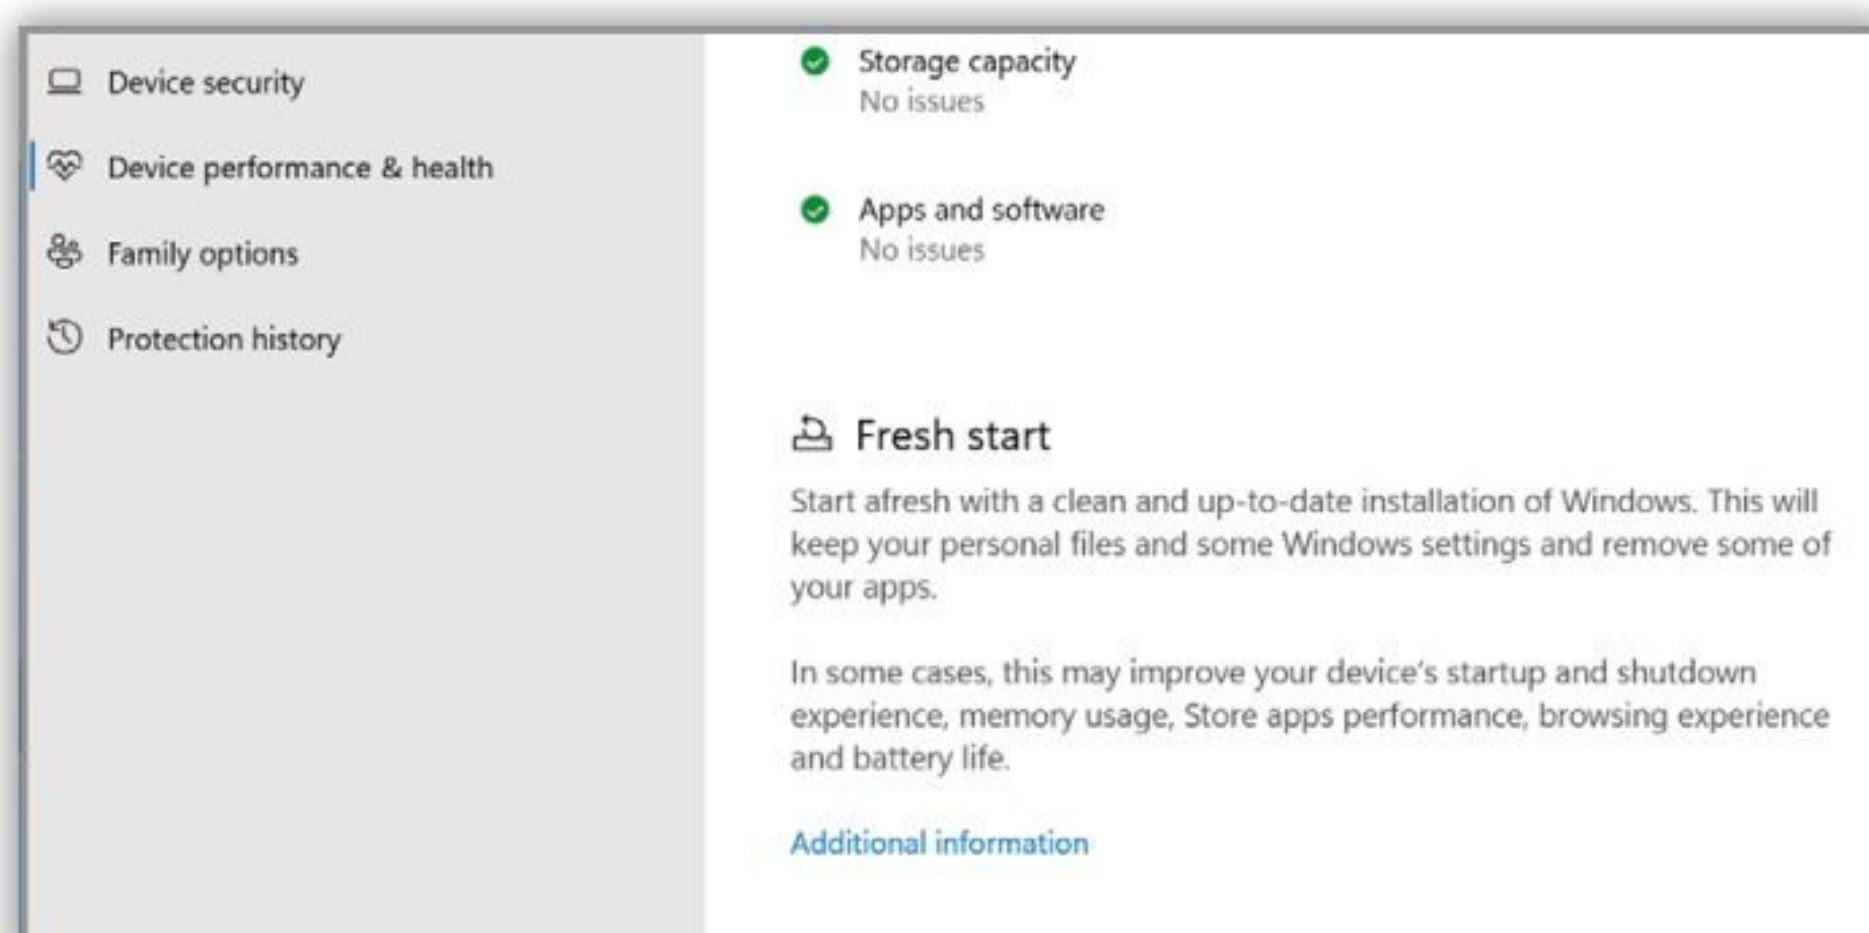 Device security
Device performance & health
Family options
Protection history
Storage capacity
No issues
Apps and software
No issues
Fresh start
Start afresh with a clean and up-to-date installation of Windows. This will
keep your personal files and some Windows settings and remove some of
your apps.
In some cases, this may improve your device's startup and shutdown
experience, memory usage, Store apps performance, browsing experience
and battery life.
Additional information